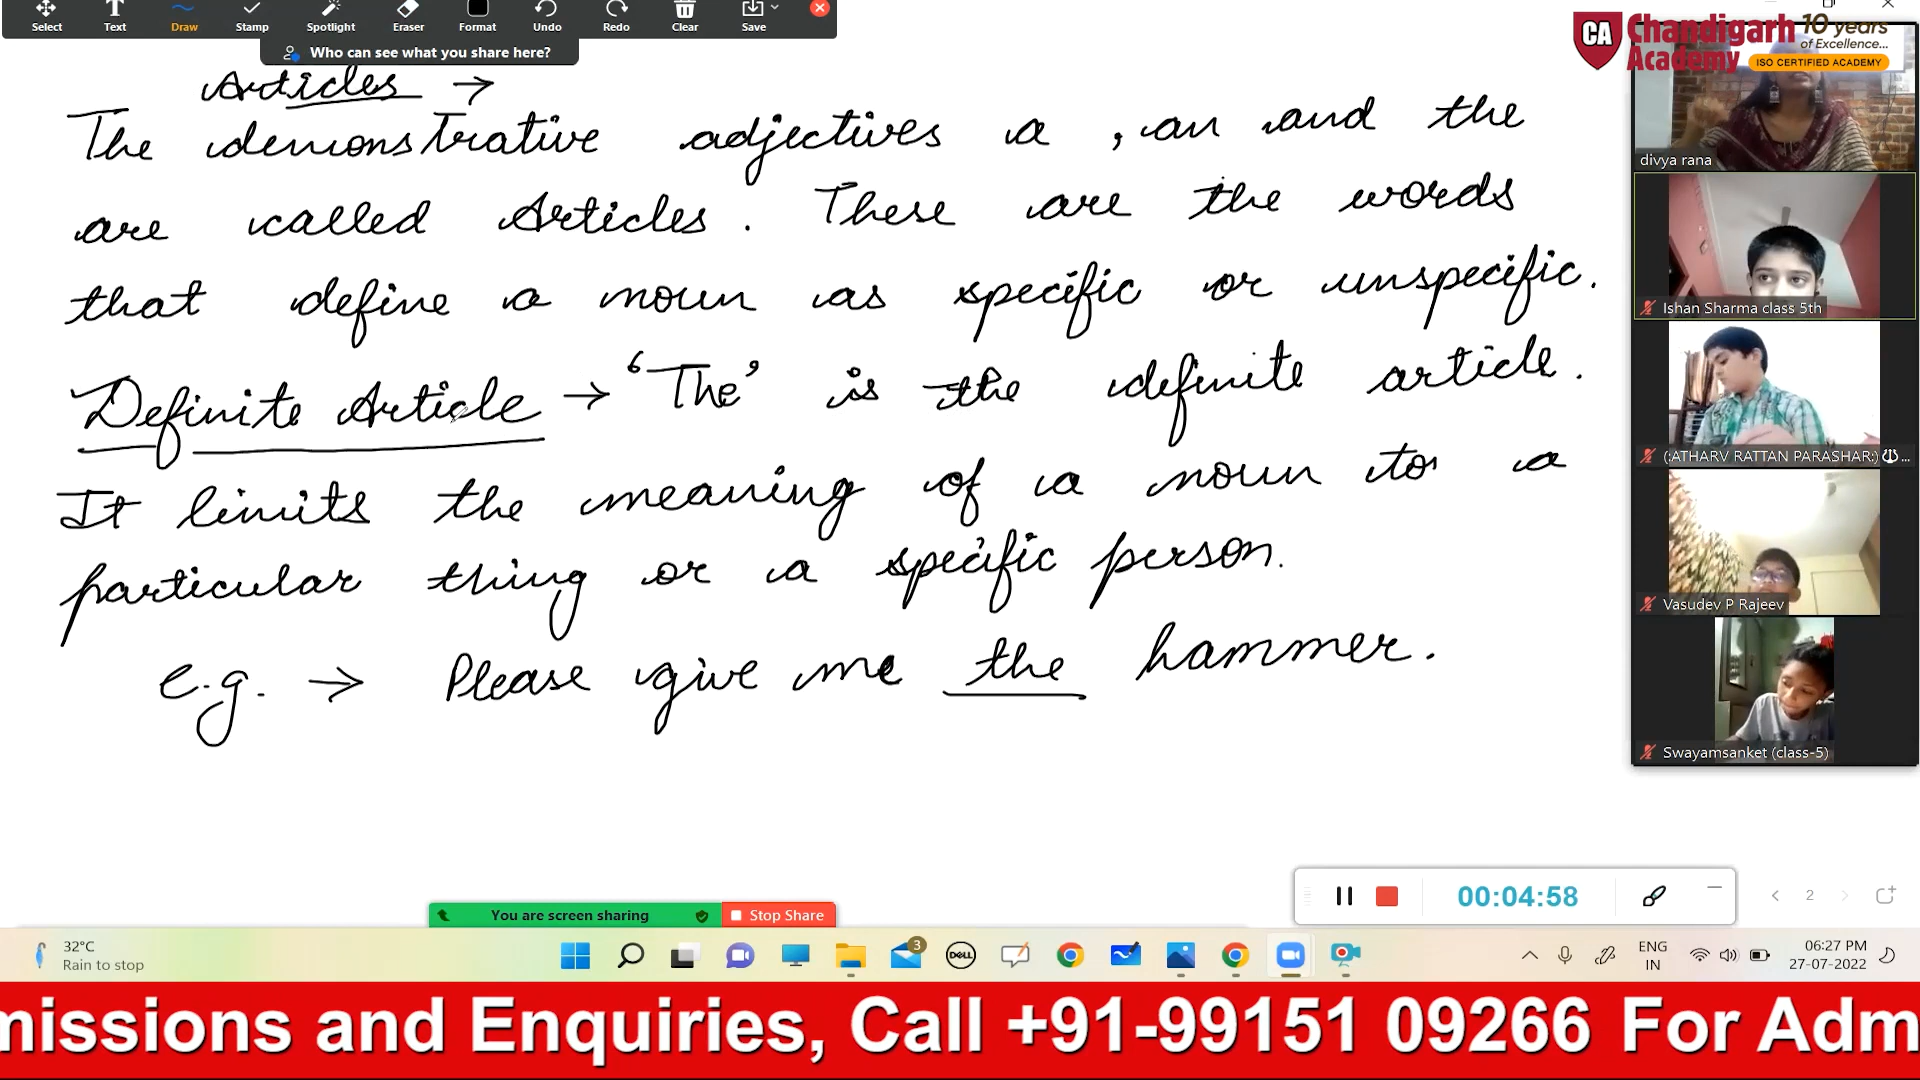 Select Text Draw Stamp Spotlight Eraser Format Undo Redo Clear Save
Who can see what you share here?
CA Chandigarh Academy 10 years of Excellence...
ISO CERTIFIED ACADEMY
Articles →
The demonstrative adjectives a, an and the
are called Articles. These are the words
that define a noun as specific or unspecific.
Definite Article → 'The' is the definite article.
It limits the meaning of a noun to a
particular thing or a specific person.
e.g. → Please give me the hammer.
divya rana
Ishan Sharma class 5th
(:ATHARV RATTAN PARASHAR:) ...
Vasudev P Rajeev
Swayamsanket (class-5)
00:04:58
2
You are screen sharing Stop Share
32°C
Rain to stop
3
DELL
ENG
IN
06:27 PM
27-07-2022
missions and Enquiries, Call +91-99151 09266 For Adm